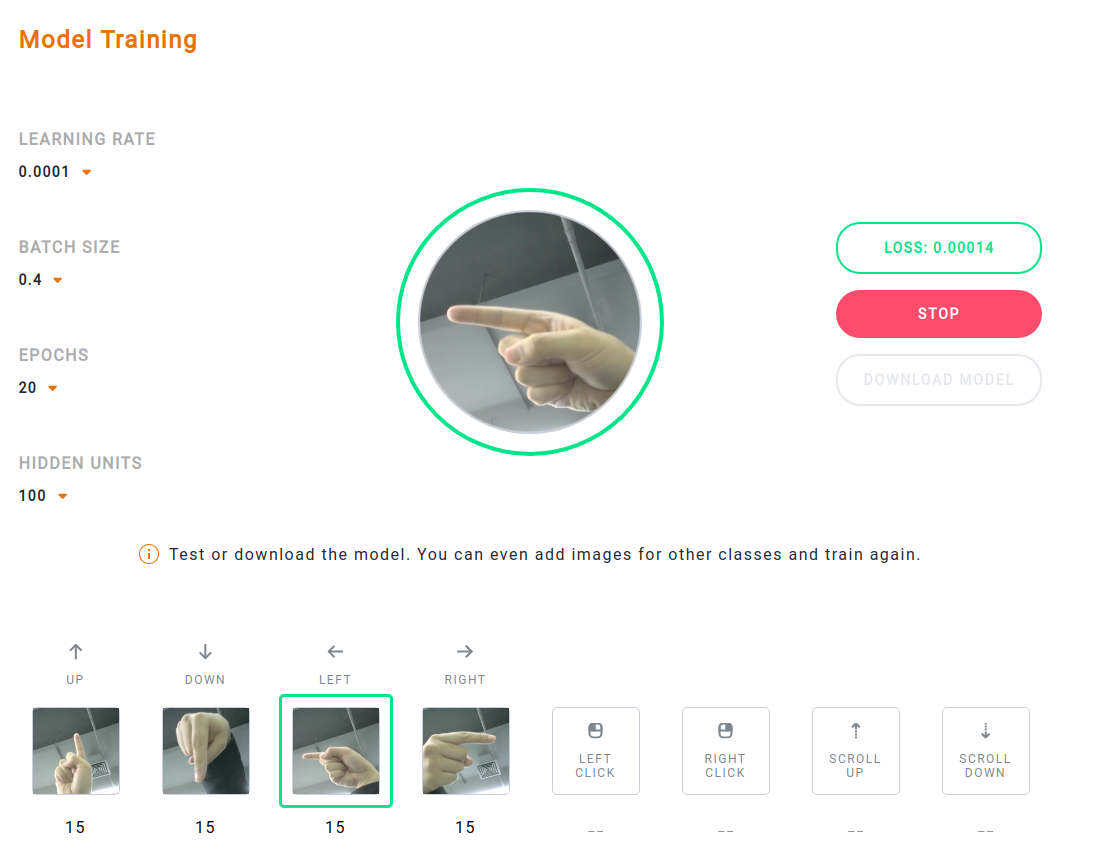 Model Training
LEARNING RATE
0.0001
BATCH SIZE
0.4
EPOCHS
20
HIDDEN UNITS
100
LOSS: 0.00014
STOP
DOWNLOAD MODEL
Test or download the model. You can even add images for other classes and train again.
UP
DOWN
LEFT
RIGHT
LEFT
CLICK
RIGHT
CLICK
SCROLL
UP
SCROLL
DOWN
15
15
15
15
--
--
--
--